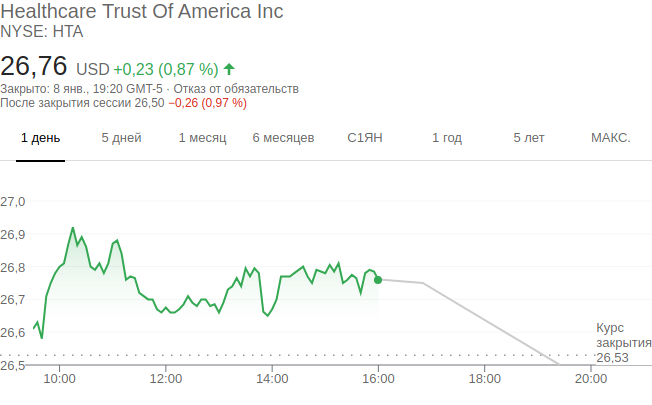 Healthcare Trust Of America Inc
NYSE: HTA
26,76 USD +0,23 (0,87 %)
Закрыто: 8 янв., 19:20 GMT-5 · Отказ от обязательств
После закрытия сессии 26,50 −0,26 (0,97 %)
1 день 5 дней 1 месяц 6 месяцев С1ЯН 1 год 5 лет МАКС.
27,0
26,9
26,8
26,7
26,6
26,5
Курс
закрытия
26,53
10:00 12:00 14:00 16:00 18:00 20:00